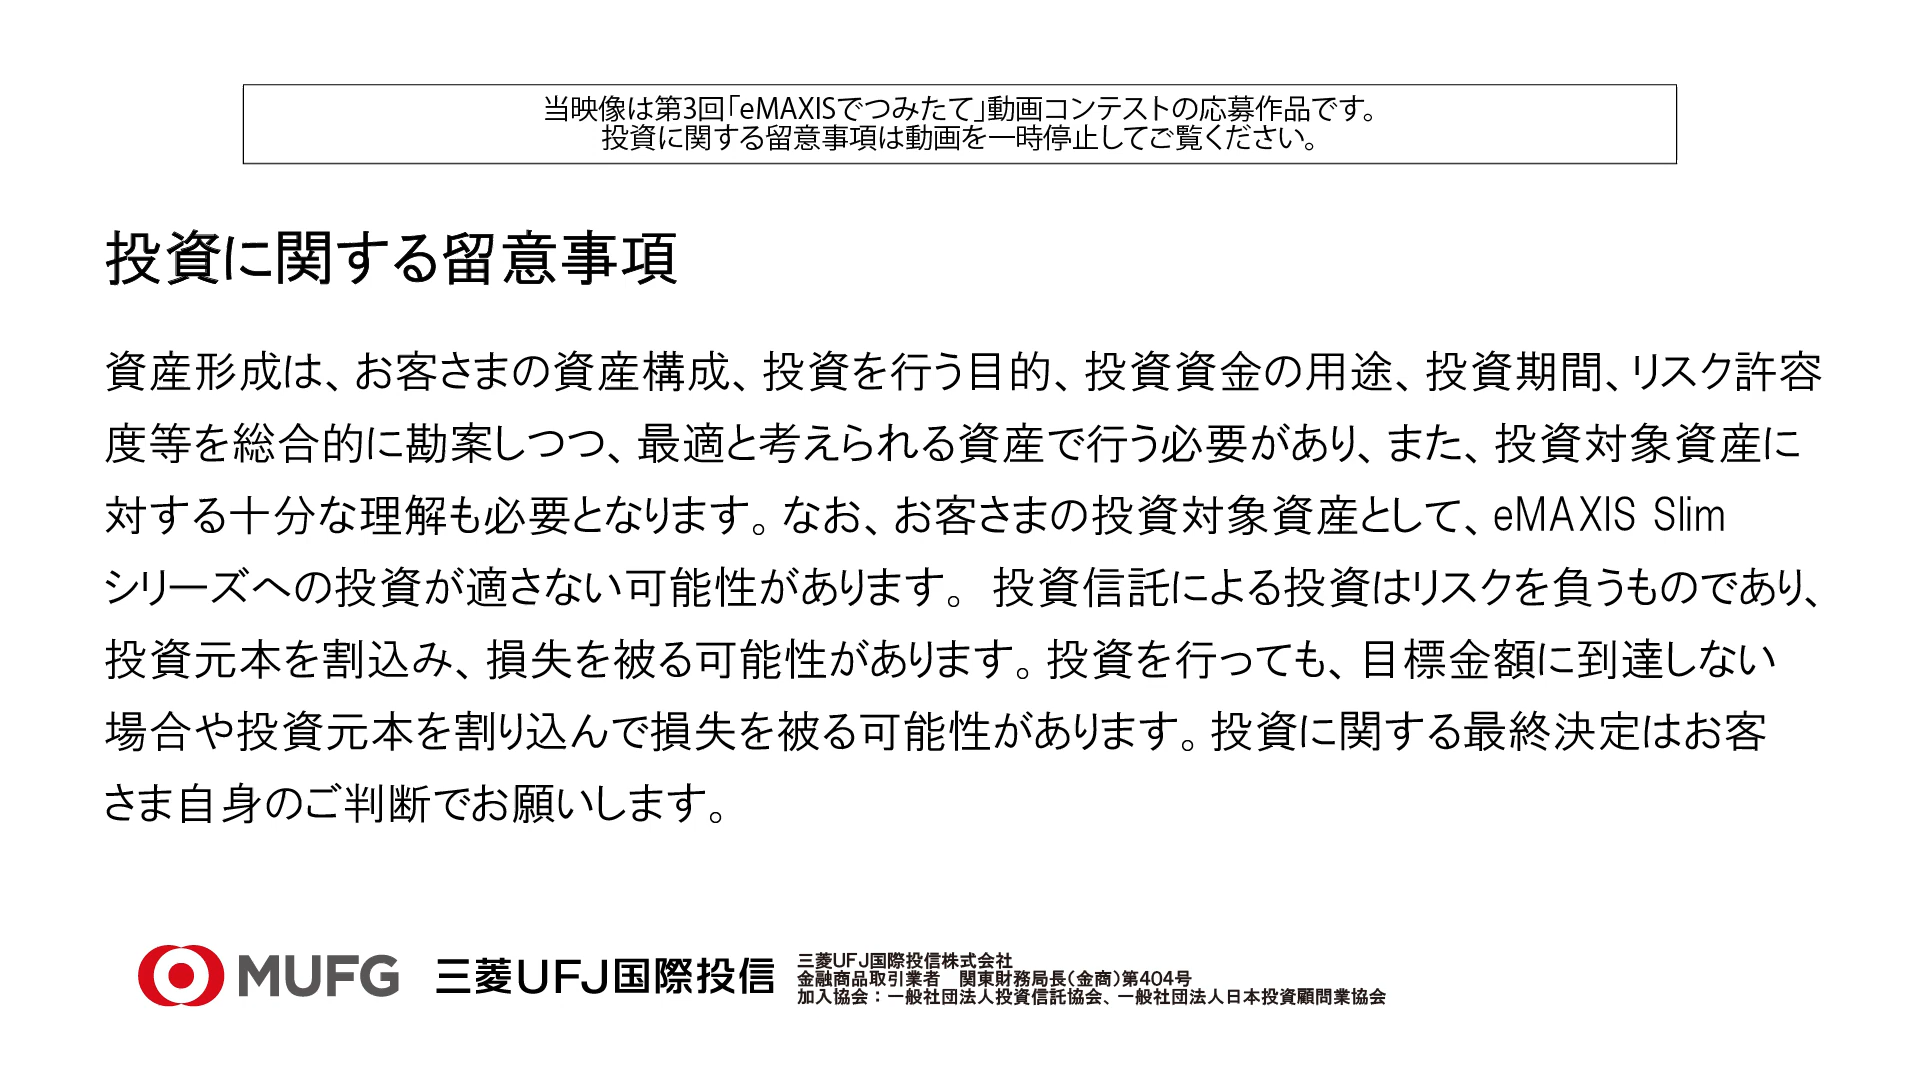 当映像は第3回「eMAXISでつみたて」動画コンテストの応募作品です。
投資に関する留意事項は動画を一時停止してご覧ください。
投資に関する留意事項
資産形成は、お客さまの資産構成、投資を行う目的、投資資金の用途、投資期間、リスク許容
度等を総合的に勘案しつつ、最適と考えられる資産で行う必要があり、また、投資対象資産に
対する十分な理解も必要となります。なお、お客さまの投資対象資産として、eMAXIS Slim
シリーズへの投資が適さない可能性があります。 投資信託による投資はリスクを負うものであり、
投資元本を割込み、損失を被る可能性があります。投資を行っても、目標金額に到達しない
場合や投資元本を割り込んで損失を被る可能性があります。投資に関する最終決定はお客
さま自身のご判断でお願いします。
MUFG 三菱UFJ国際投信
三菱UFJ国際投信株式会社
金融商品取引業者　関東財務局長(金商)第404号
加入協会：一般社団法人投資信託協会、一般社団法人日本投資顧問業協会